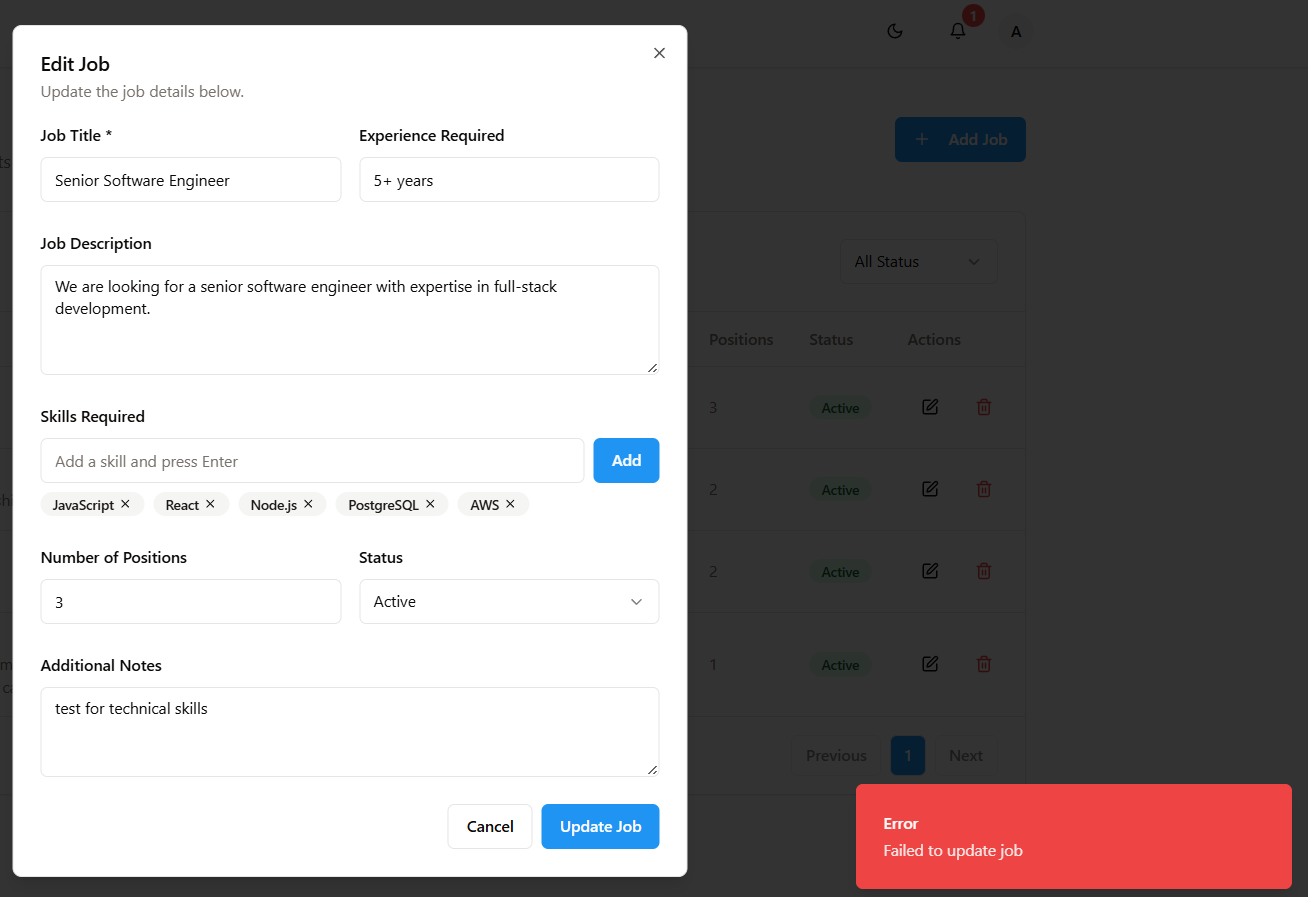 1
A
Edit Job
Update the job details below.
Job Title *
Experience Required
Senior Software Engineer
5+ years
+ Add Job
Job Description
We are looking for a senior software engineer with expertise in full-stack
development.
All Status
Positions Status Actions
3 Active
Skills Required
Add a skill and press Enter
Add
2 Active
JavaScript × React × Node.js × PostgreSQL × AWS ×
Number of Positions
Status
2 Active
3
Active
Additional Notes
1 Active
test for technical skills
Previous 1 Next
Cancel
Update Job
Error
Failed to update job